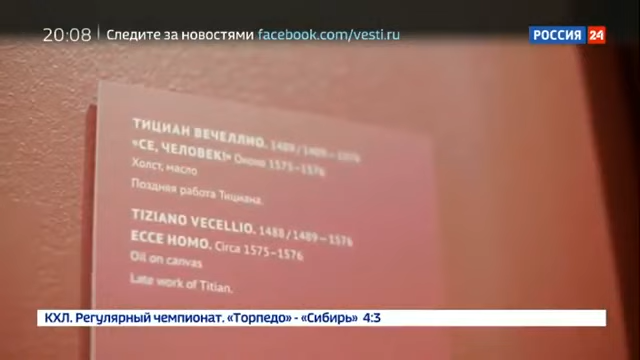 20:08 Следите за новостями facebook.com/vesti.ru
РОССИЯ 24
ТИЦИАН ВЕЧЕЛЛИО. 1488/1489—1576
«СЕ, ЧЕЛОВЕК!» Около 1575–1576
Холст, масло
Поздняя работа Тициана.
TIZIANO VECELLIO. 1488/1489—1576
ECCE HOMO. Circa 1575–1576
Oil on canvas
Late work of Titian.
КХЛ. Регулярный чемпионат. «Торпедо» - «Сибирь» 4:3